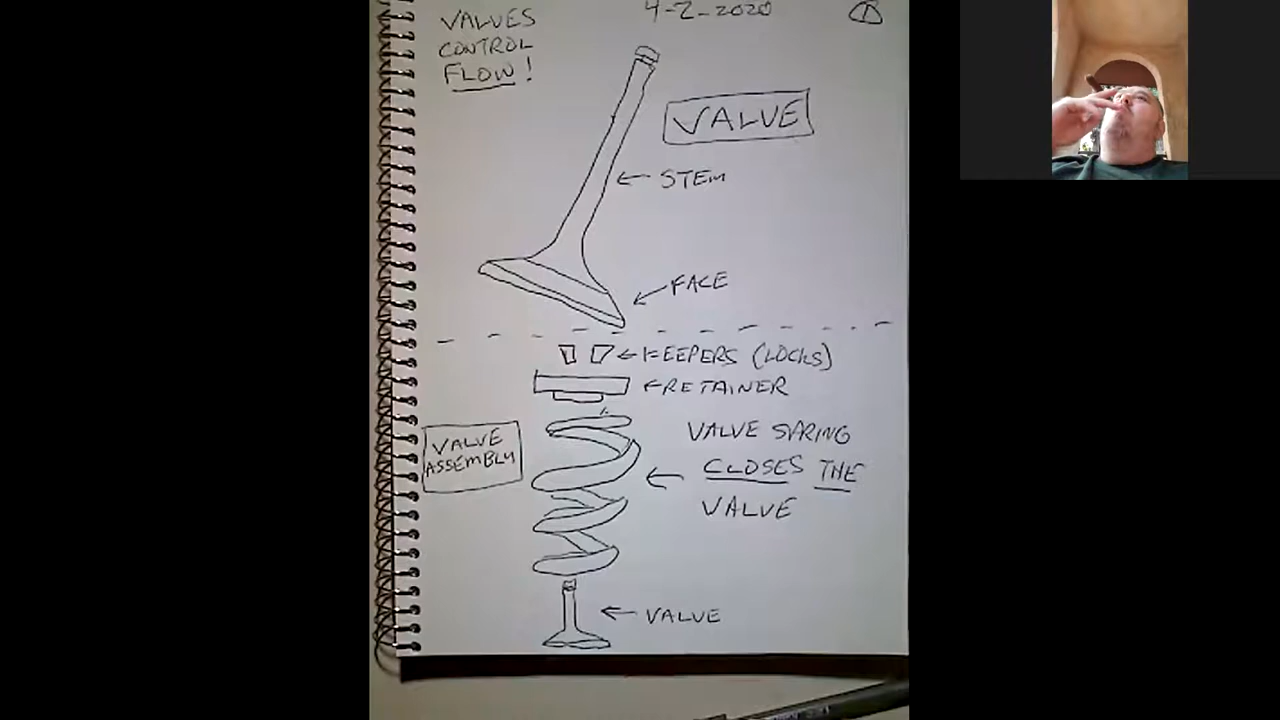 VALVES
CONTROL
FLOW!
4-2-2020
1
VALVE
STEM
FACE
KEEPERS (LOCKS)
RETAINER
VALVE
ASSEMBLY
VALVE SPRING
CLOSES THE
VALVE
VALVE